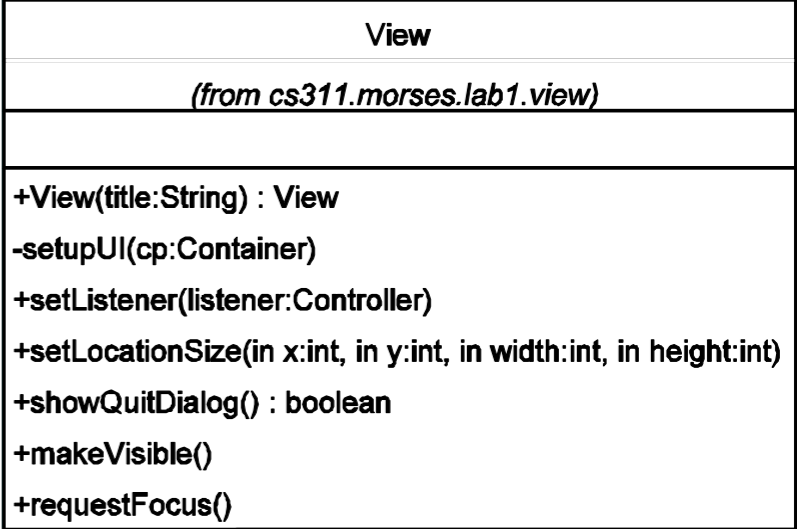 View
(from cs311.morses.lab1.view)
+View(title:String) : View
-setupUI(cp:Container)
+setListener(listener:Controller)
+setLocationSize(in x:int, in y:int, in width:int, in height:int)
+showQuitDialog() : boolean
+makeVisible()
+requestFocus()